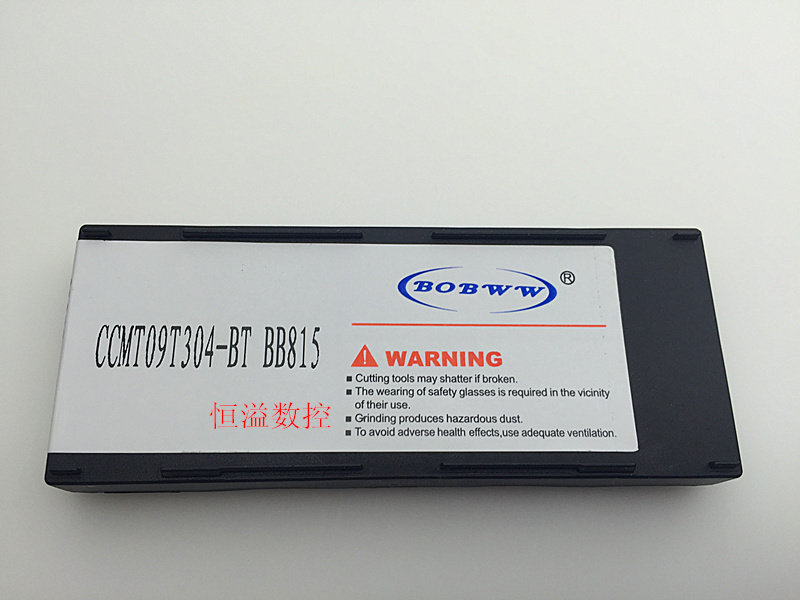 BOBWW®
CCMT09T304-BT BB815
WARNING
Cutting tools may shatter if broken.
The wearing of safety glasses is required in the vicinity
of their use.
Grinding produces hazardous dust.
To avoid adverse health effects,use adequate ventilation.
恒溢数控